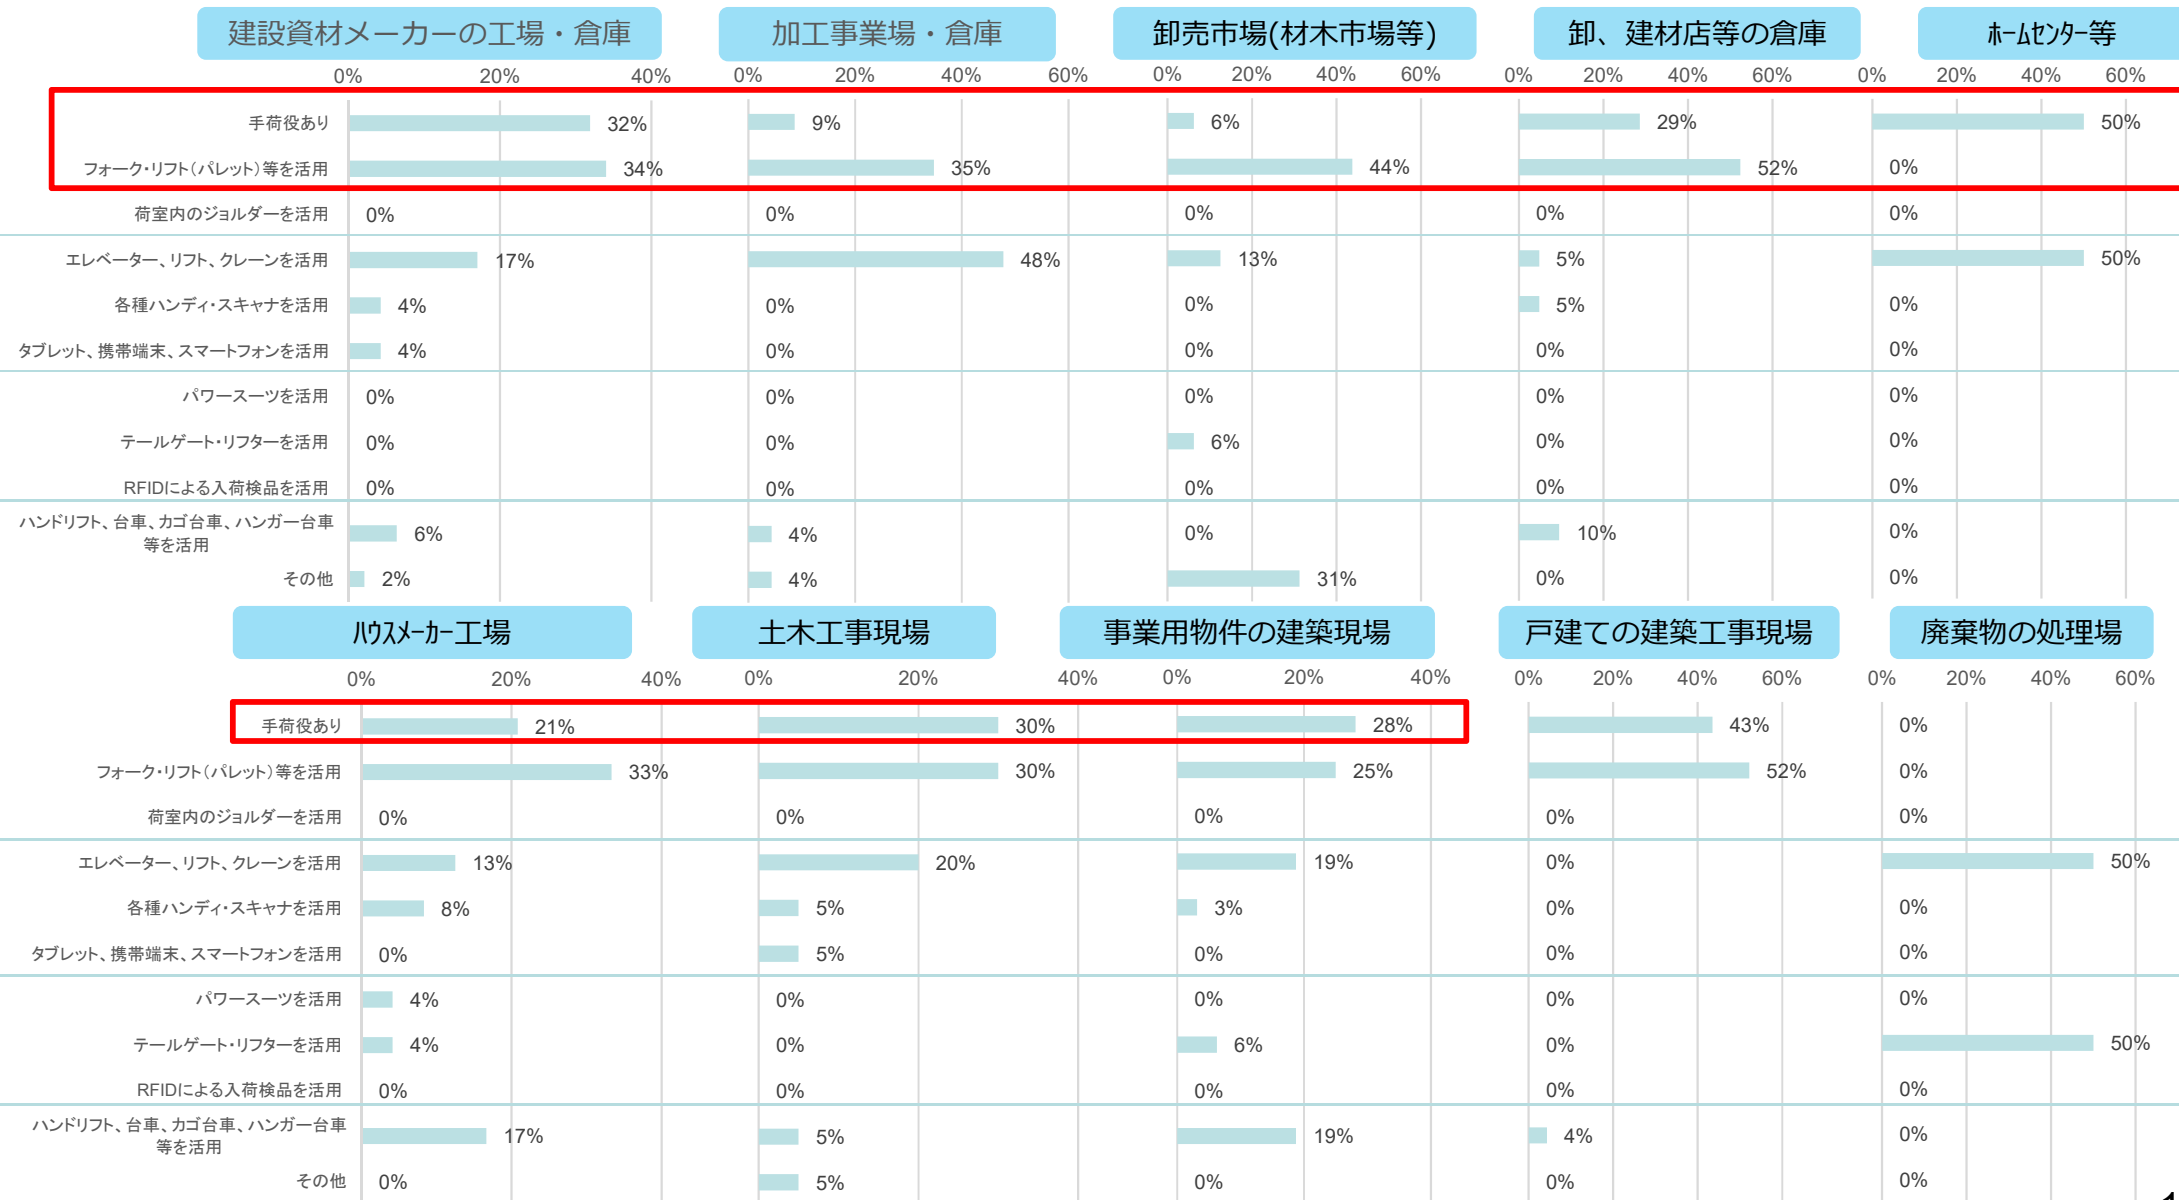 建設資材メーカーの工場・倉庫 加工事業場・倉庫 卸売市場(材木市場等) 卸、建材店等の倉庫 ﾎｰﾑｾﾝﾀｰ等
0% 20% 40% 0% 20% 40% 60% 0% 20% 40% 60% 0% 20% 40% 60% 0% 20% 40% 60%
手荷役あり 32% 9% 6% 29% 50%
フォーク・リフト（パレット）等を活用 34% 35% 44% 52% 0%
荷室内のジョルダーを活用 0% 0% 0% 0% 0%
エレベーター、リフト、クレーンを活用 17% 48% 13% 5% 50%
各種ハンディ・スキャナを活用 4% 0% 0% 5% 0%
タブレット、携帯端末、スマートフォンを活用 4% 0% 0% 0% 0%
パワースーツを活用 0% 0% 0% 0% 0%
テールゲート・リフターを活用 0% 0% 6% 0% 0%
RFIDによる入荷検品を活用 0% 0% 0% 0% 0%
ハンドリフト、台車、カゴ台車、ハンガー台車
等を活用 6% 4% 0% 10% 0%
その他 2% 4% 31% 0% 0%
ﾊｳｽﾒｰｶｰ工場 土木工事現場 事業用物件の建築現場 戸建ての建築工事現場 廃棄物の処理場
0% 20% 40% 0% 20% 40% 0% 20% 40% 0% 20% 40% 60% 0% 20% 40% 60%
手荷役あり 21% 30% 28% 43% 0%
フォーク・リフト（パレット）等を活用 33% 30% 25% 52% 0%
荷室内のジョルダーを活用 0% 0% 0% 0% 0%
エレベーター、リフト、クレーンを活用 13% 20% 19% 0% 50%
各種ハンディ・スキャナを活用 8% 5% 3% 0% 0%
タブレット、携帯端末、スマートフォンを活用 0% 5% 0% 0% 0%
パワースーツを活用 4% 0% 0% 0% 0%
テールゲート・リフターを活用 4% 0% 6% 0% 50%
RFIDによる入荷検品を活用 0% 0% 0% 0% 0%
ハンドリフト、台車、カゴ台車、ハンガー台車
等を活用 17% 5% 19% 4% 0%
その他 0% 5% 0% 0% 0%